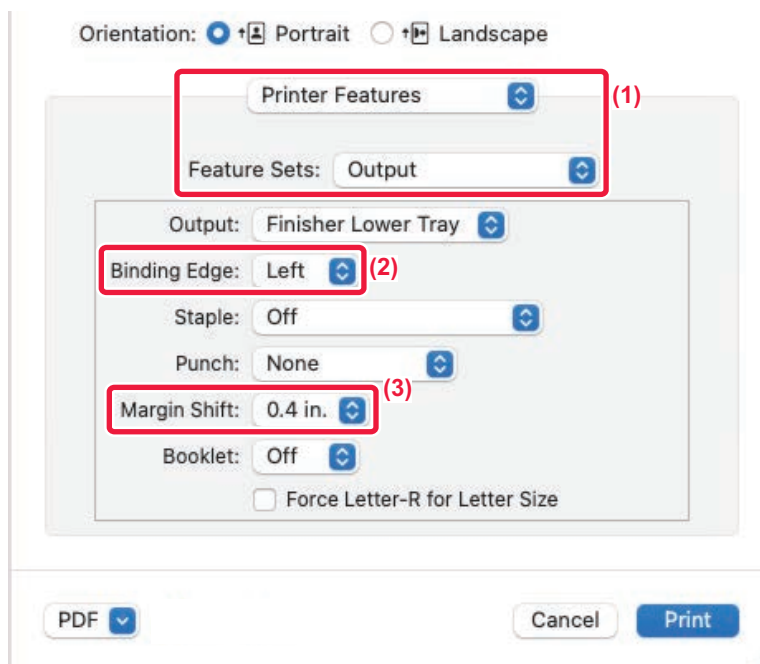 Orientation: Portrait Landscape
Printer Features
(1)
Feature Sets: Output
Output: Finisher Lower Tray
Binding Edge: Left
(2)
Staple: Off
Punch: None
(3)
Margin Shift: 0.4 in.
Booklet: Off
Force Letter-R for Letter Size
PDF Cancel Print